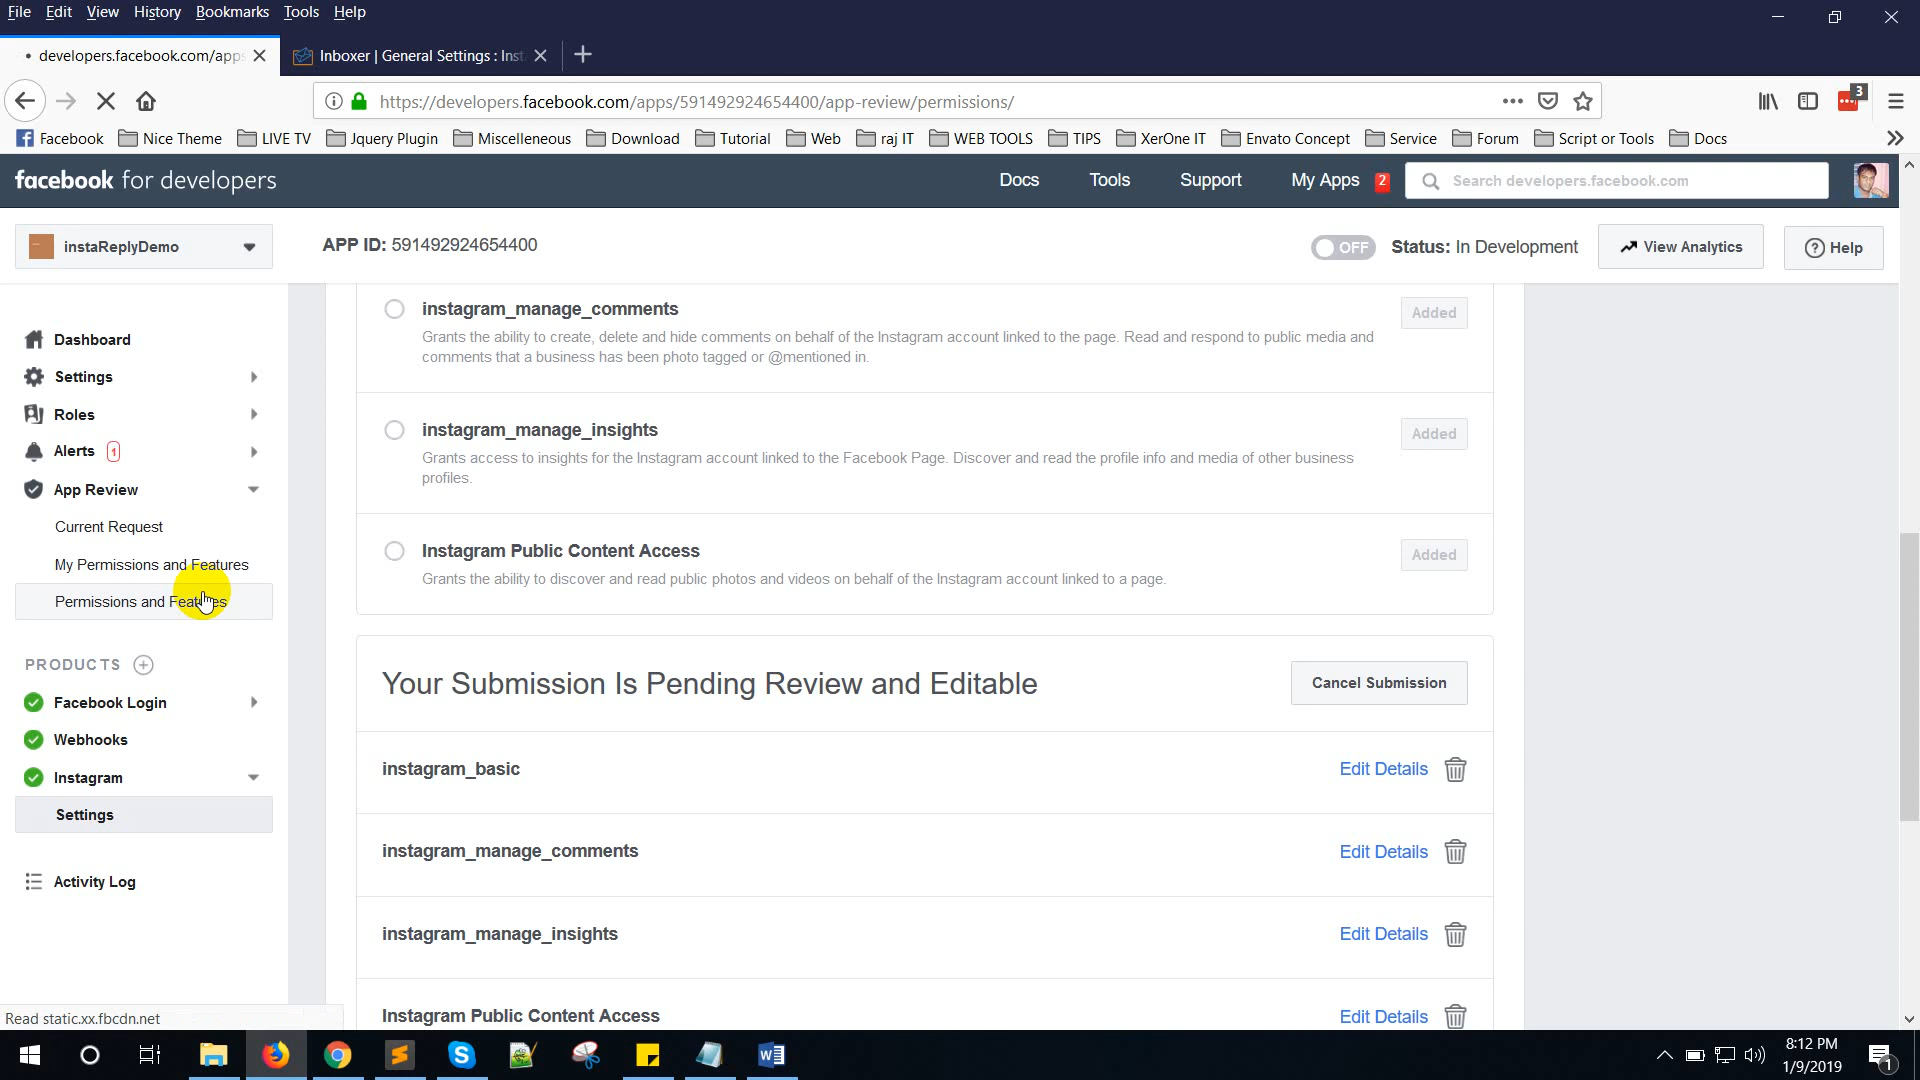 File Edit View History Bookmarks Tools Help
developers.facebook.com/apps
Inboxer | General Settings : Inst
https://developers.facebook.com/apps/591492924654400/app-review/permissions/
3
Facebook Nice Theme LIVE TV Jquery Plugin Miscelleneous Download Tutorial Web raj IT WEB TOOLS TIPS XerOne IT Envato Concept Service Forum Script or Tools Docs
facebook for developers
Docs Tools Support My Apps 2
Search developers.facebook.com
instaReplyDemo
APP ID: 591492924654400
OFF Status: In Development
View Analytics
Help
Dashboard
Settings
Roles
Alerts 1
App Review
Current Request
My Permissions and Features
Permissions and Features
PRODUCTS
Facebook Login
Webhooks
Instagram
Settings
Activity Log
instagram_manage_comments
Added
Grants the ability to create, delete and hide comments on behalf of the Instagram account linked to the page. Read and respond to public media and
comments that a business has been photo tagged or @mentioned in.
instagram_manage_insights
Added
Grants access to insights for the Instagram account linked to the Facebook Page. Discover and read the profile info and media of other business
profiles.
Instagram Public Content Access
Added
Grants the ability to discover and read public photos and videos on behalf of the Instagram account linked to a page.
Your Submission Is Pending Review and Editable
Cancel Submission
instagram_basic
Edit Details
instagram_manage_comments
Edit Details
instagram_manage_insights
Edit Details
Instagram Public Content Access
Edit Details
Read static.xx.fbcdn.net
8:12 PM
1/9/2019
1